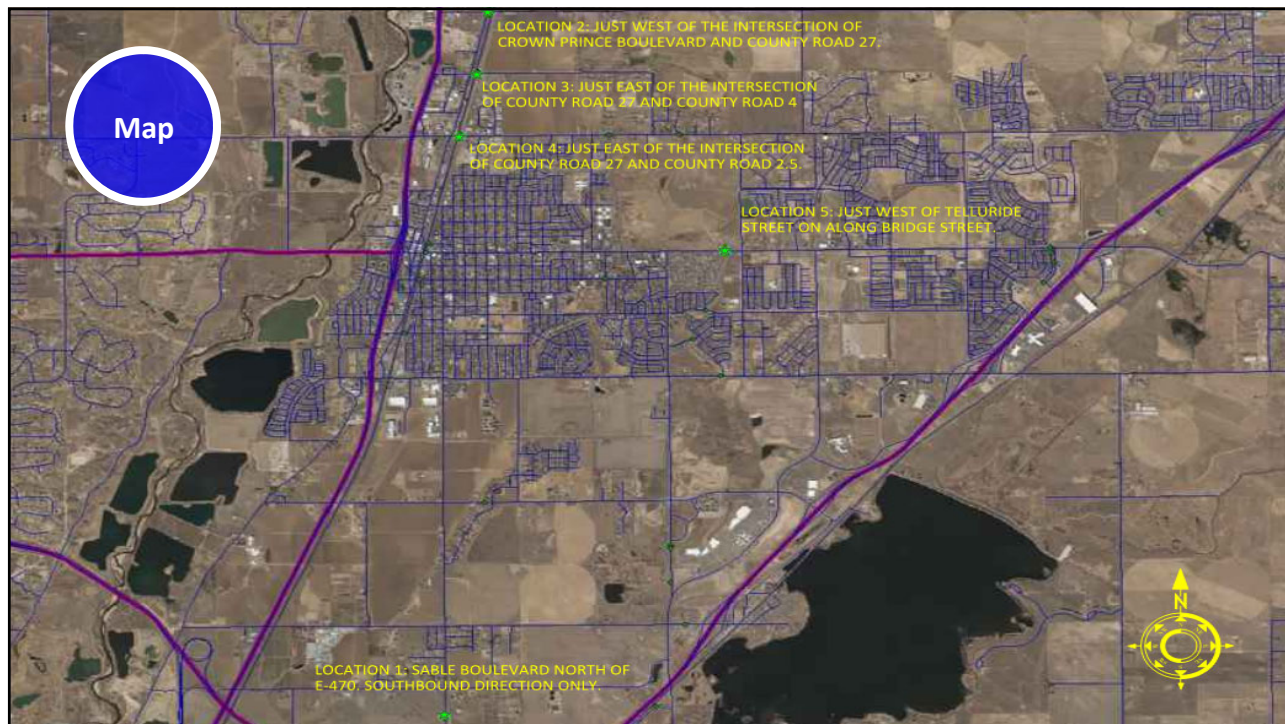 LOCATION 2: JUST WEST OF THE INTERSECTION OF
CROWN PRINCE BOULEVARD AND COUNTY ROAD 27.
Map
LOCATION 3: JUST EAST OF THE INTERSECTION
OF COUNTY ROAD 27 AND COUNTY ROAD 4
LOCATION 4: JUST EAST OF THE INTERSECTION
OF COUNTY ROAD 27 AND COUNTY ROAD 2.5.
LOCATION 5: JUST WEST OF TELLURIDE
STREET ON ALONG BRIDGE STREET.
N
LOCATION 1: SABLE BOULEVARD NORTH OF
E-470. SOUTHBOUND DIRECTION ONLY.